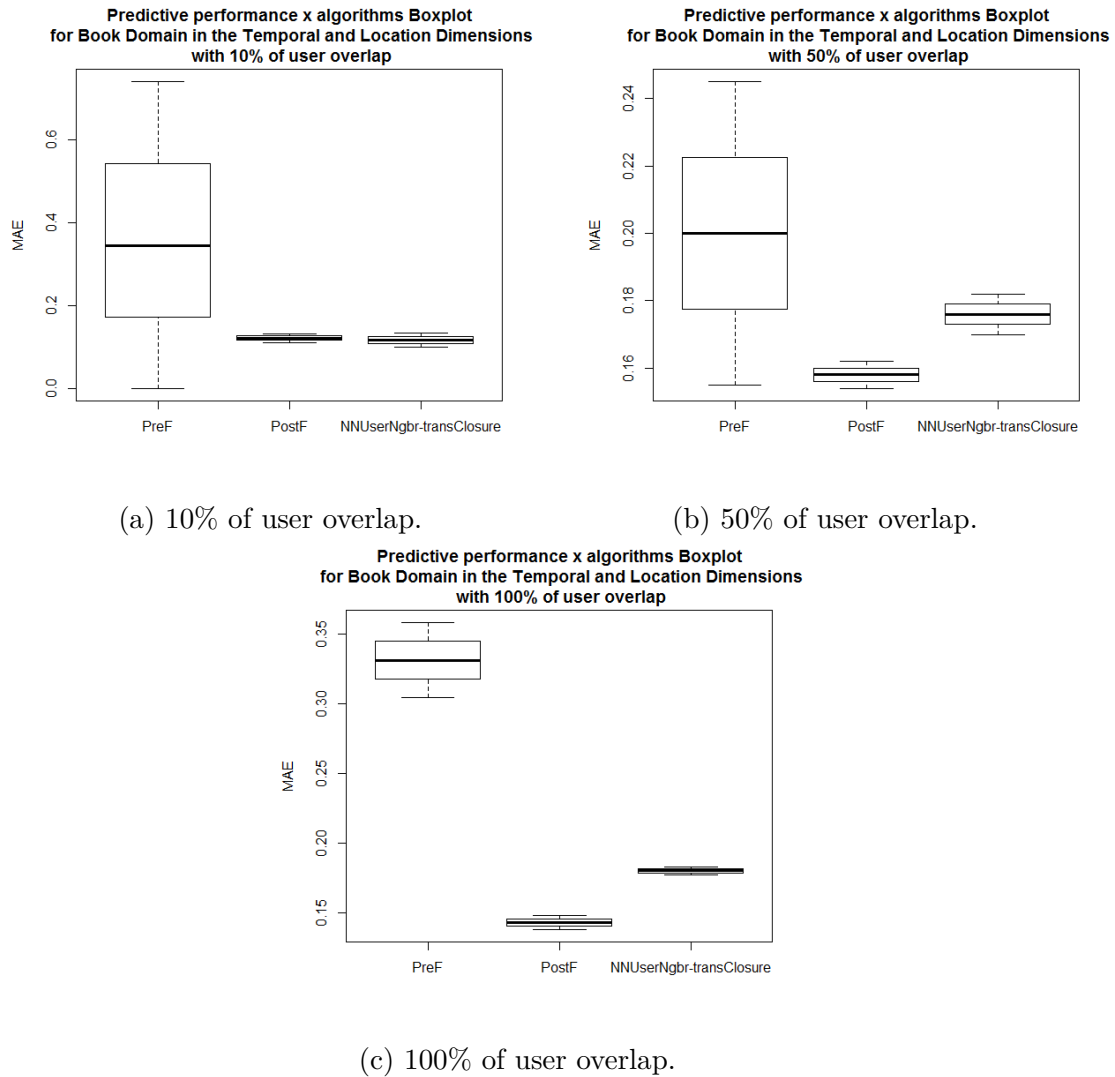 Predictive performance x algorithms Boxplot
for Book Domain in the Temporal and Location Dimensions
with 10% of user overlap
MAE
0.6
0.4
0.2
0.0
PreF PostF NNUserNgbr-transClosure
(a) 10% of user overlap.
Predictive performance x algorithms Boxplot
for Book Domain in the Temporal and Location Dimensions
with 50% of user overlap
MAE
0.24
0.22
0.20
0.18
0.16
PreF PostF NNUserNgbr-transClosure
(b) 50% of user overlap.
Predictive performance x algorithms Boxplot
for Book Domain in the Temporal and Location Dimensions
with 100% of user overlap
MAE
0.35
0.30
0.25
0.20
0.15
PreF PostF NNUserNgbr-transClosure
(c) 100% of user overlap.